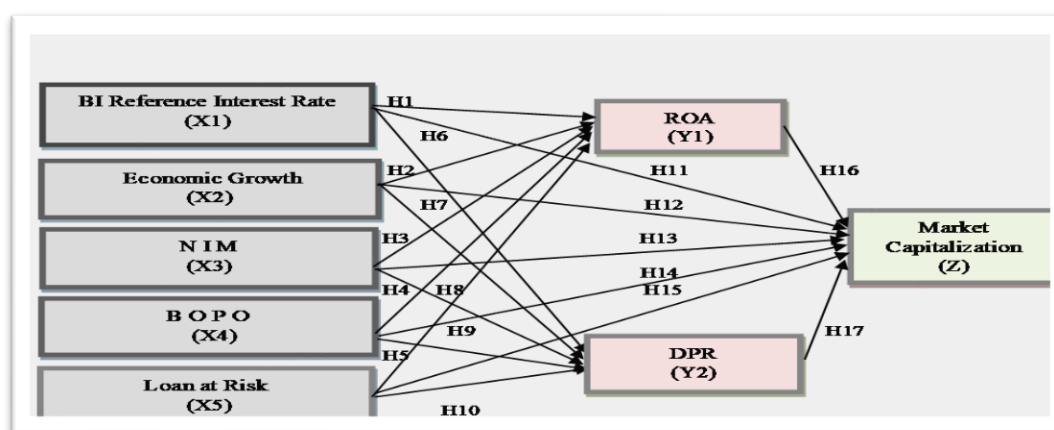 BI Reference Interest Rate
(X1)
Economic Growth
(X2)
N I M
(X3)
B O P O
(X4)
Loan at Risk
(X5)
H1
H6
H2
H7
H3
H4
H8
H9
H5
H10
ROA
(Y1)
H11
H12
H13
H14
H15
DPR
(Y2)
H16
H17
Market
Capitalization
(Z)